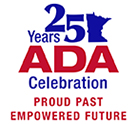 25
Years
ADA
Celebration
PROUD PAST
EMPOWERED FUTURE